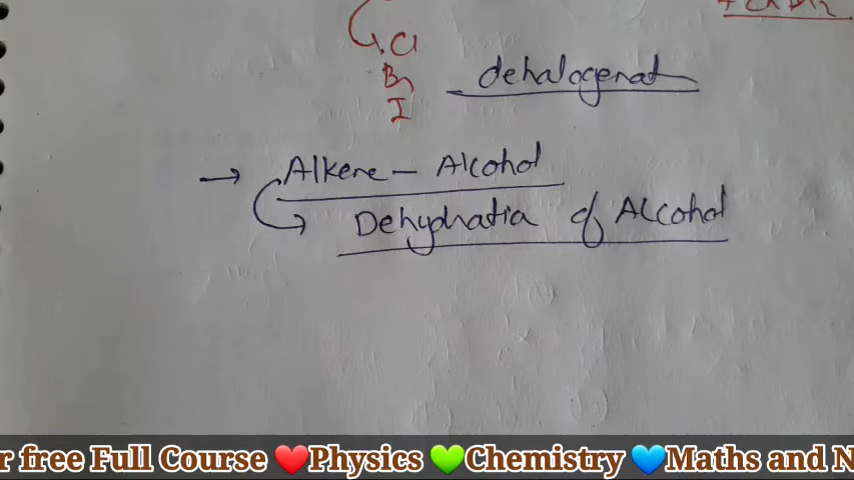 Cl
Br
I
dehalogenat
→ Alkene - Alcohol
Dehydratia of Alcohol
r free Full Course ❤️Physics 💚Chemistry 💙Maths and N